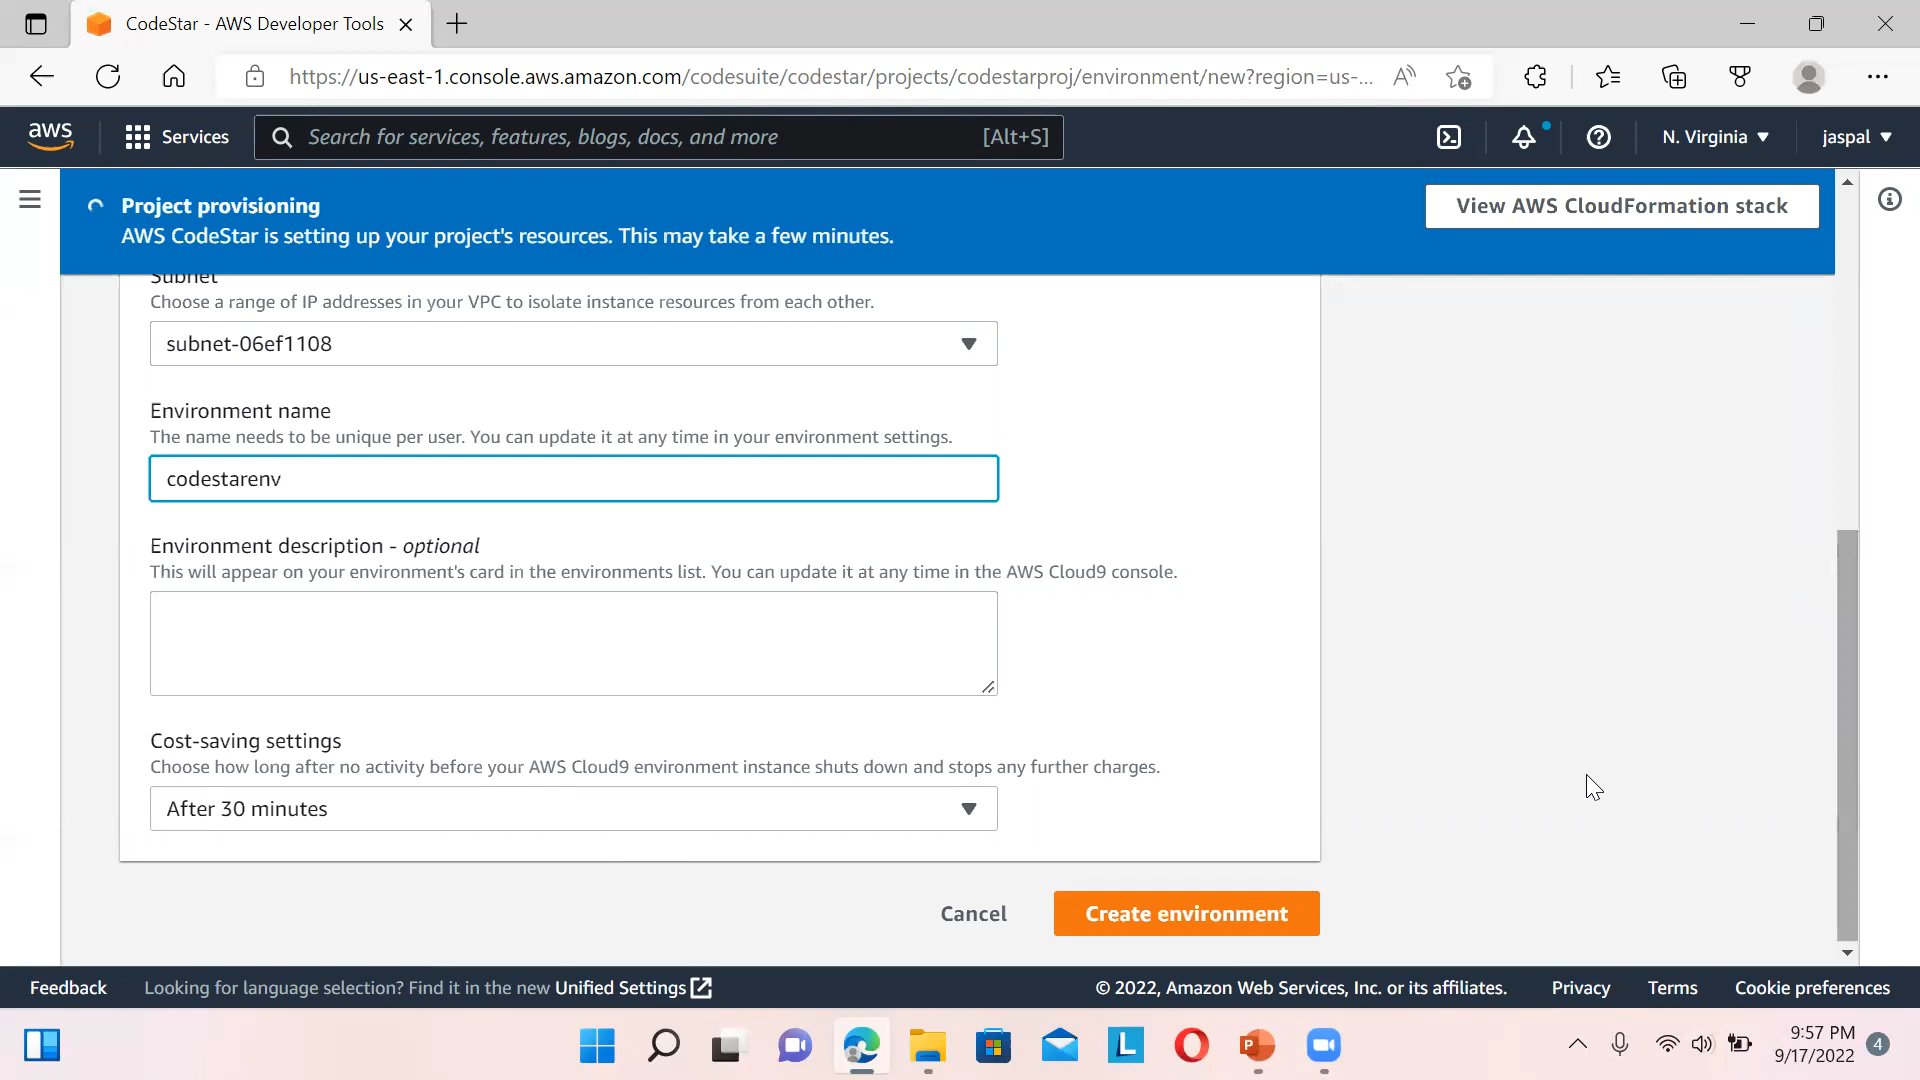 CodeStar - AWS Developer Tools
https://us-east-1.console.aws.amazon.com/codesuite/codestar/projects/codestarproj/environment/new?region=us-...
aws
Services
Search for services, features, blogs, docs, and more
[Alt+S]
N. Virginia
jaspal
Project provisioning
AWS CodeStar is setting up your project's resources. This may take a few minutes.
View AWS CloudFormation stack
Subnet
Choose a range of IP addresses in your VPC to isolate instance resources from each other.
subnet-06ef1108
Environment name
The name needs to be unique per user. You can update it at any time in your environment settings.
codestarenv
Environment description - optional
This will appear on your environment's card in the environments list. You can update it at any time in the AWS Cloud9 console.
Cost-saving settings
Choose how long after no activity before your AWS Cloud9 environment instance shuts down and stops any further charges.
After 30 minutes
Cancel
Create environment
Feedback
Looking for language selection? Find it in the new Unified Settings
© 2022, Amazon Web Services, Inc. or its affiliates.
Privacy
Terms
Cookie preferences
9:57 PM
9/17/2022
4